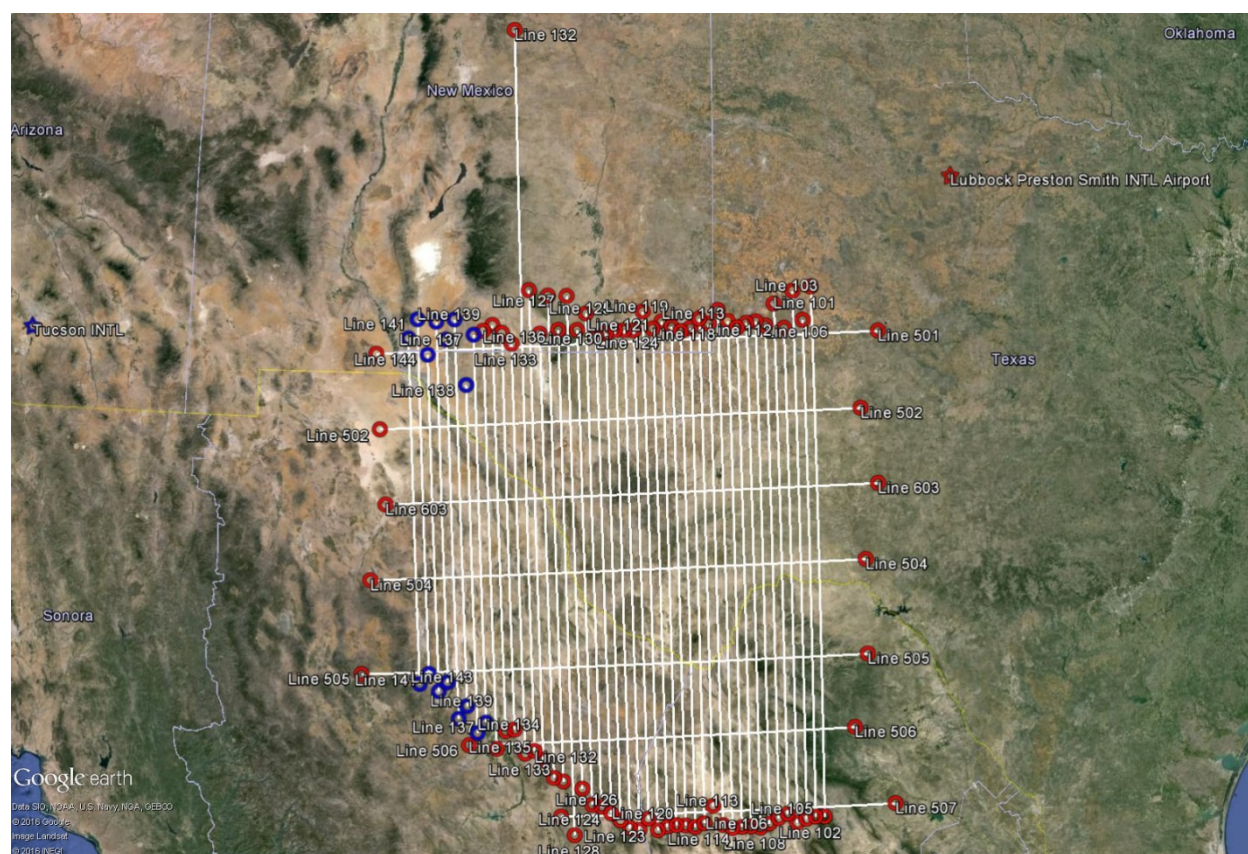 Line 132
Oklahoma
New Mexico
Arizona
Lubbock Preston Smith INTL Airport
Line 103
Line 127
Line 119
Line 101
Line 141
Line 139
Line 113
Tucson INTL
Line 121
Line 137
Line 136
Line 130
Line 118
Line 112
Line 106
Line 501
Line 124
Line 144
Line 133
Texas
Line 138
Line 502
Line 502
Line 603
Line 603
Line 504
Line 504
Sonora
Line 505
Line 505
Line 143
Line 139
Line 137
Line 134
Line 506
Line 506
Line 135
Line 132
Line 133
Google earth
Line 126
Line 113
Line 105
Line 507
Data SIO, NOAA, U.S. Navy, NGA, GEBCO
Line 124
Line 120
Line 106
Line 102
© 2016 Google
Line 123
Line 114
Line 108
Image Landsat
Line 128
© 2016 INEGI